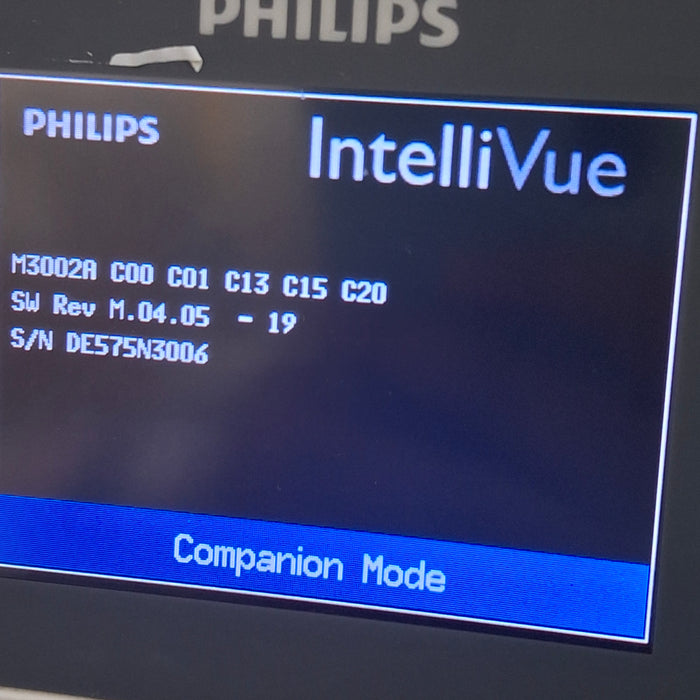 PHILIPS
PHILIPS
IntelliVue
M3002A C00 C01 C13 C15 C20
SW Rev M.04.05 - 19
S/N DE575N3006
Companion Mode